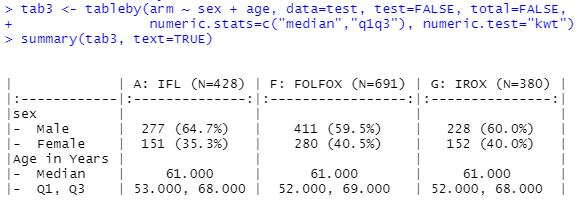 > tab3 <- tableby(arm ~ sex + age, data=test, test=FALSE, total=FALSE,
+                 numeric.stats=c("median","q1q3"), numeric.test="kwt")
> summary(tab3, text=TRUE)
|             | A: IFL (N=428) | F: FOLFOX (N=691) | G: IROX (N=380) |
|:------------|:--------------:|:-----------------:|:---------------:|
|sex          |                |                   |                 |
|-  Male      |  277 (64.7%)   |    411 (59.5%)    |   228 (60.0%)   |
|-  Female    |  151 (35.3%)   |    280 (40.5%)    |   152 (40.0%)   |
|Age in Years |                |                   |                 |
|-  Median    |     61.000     |      61.000       |     61.000      |
|-  Q1, Q3    | 53.000, 68.000 |  52.000, 69.000   | 52.000, 68.000  |